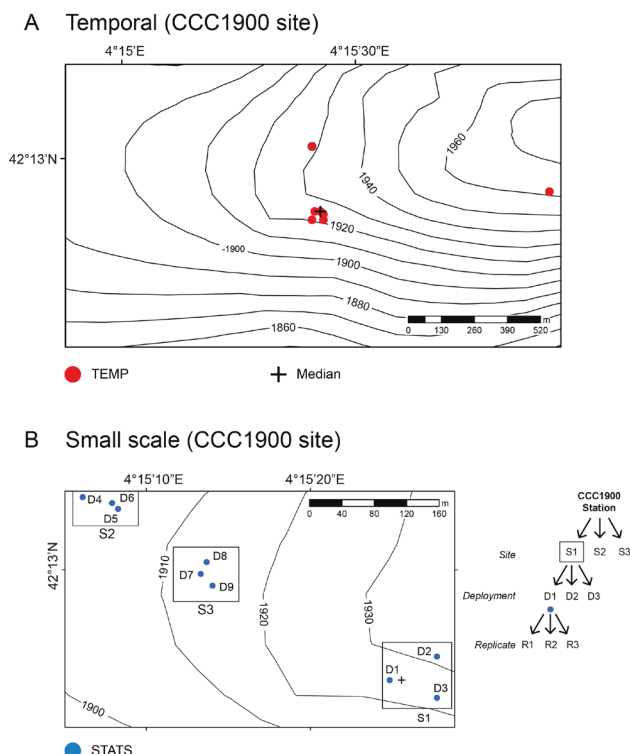 A Temporal (CCC1900 site)
4°15'E 4°15'30"E
42°13'N
1960
1940
1920
-1900
1900
1880
1860
m
0 130 260 390 520
TEMP Median
B Small scale (CCC1900 site)
4°15'10"E 4°15'20"E
42°13'N
D4 D6
D5
S2
m
0 40 80 120 160
D8
D7
D9
S3
1910
1920
1930
1900
D2
D1
D3
S1
STATS
CCC1900
Station
Site S1 S2 S3
Deployment D1 D2 D3
Replicate R1 R2 R3